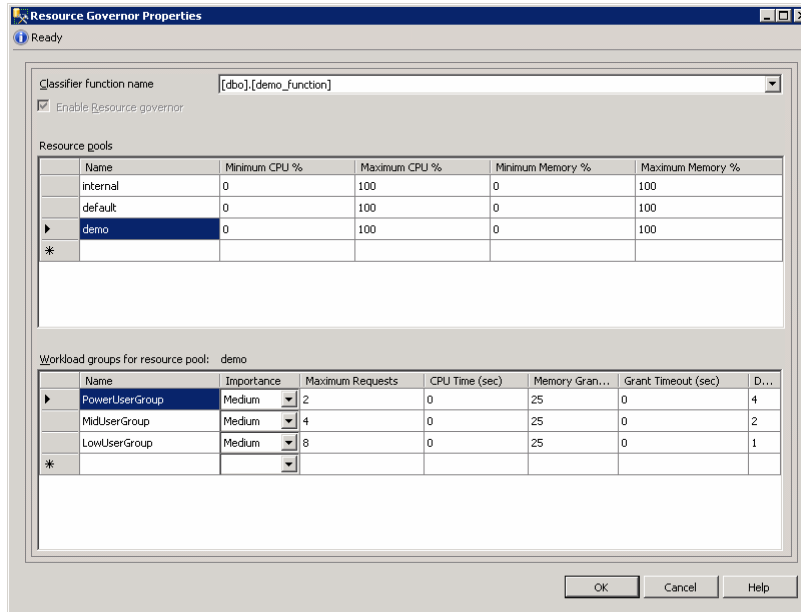 Resource Governor Properties
Ready
Classifier function name [dbo].[demo_function]
Enable Resource governor
Resource pools
Name Minimum CPU % Maximum CPU % Minimum Memory % Maximum Memory %
internal 0 100 0 100
default 0 100 0 100
demo 0 100 0 100
Workload groups for resource pool: demo
Name Importance Maximum Requests CPU Time (sec) Memory Gran... Grant Timeout (sec) D...
PowerUserGroup Medium 2 0 25 0 4
MidUserGroup Medium 4 0 25 0 2
LowUserGroup Medium 8 0 25 0 1
OK Cancel Help